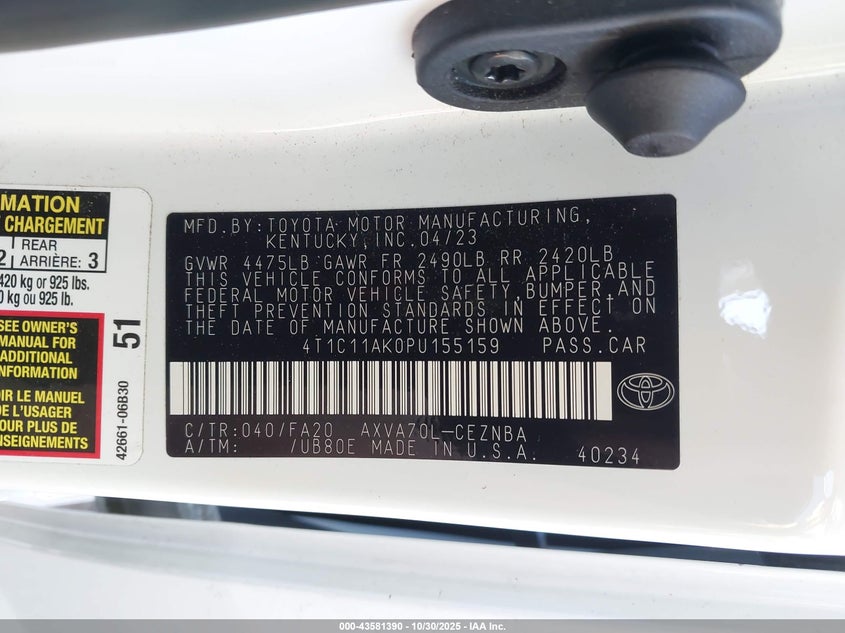 MATION
CHARGEMENT
2 REAR
ARRIÈRE: 3
420 kg or 925 lbs.
0 kg ou 925 lb.
SEE OWNER'S
MANUAL FOR
ADDITIONAL
INFORMATION
LE MANUEL
DE L'USAGER
POUR PLUS DE
51
42661-06B30
MFD. BY: TOYOTA MOTOR MANUFACTURING,
KENTUCKY, INC. 04/23
GVWR 4475LB GAWR FR 2490LB RR 2420LB
THIS VEHICLE CONFORMS TO ALL APPLICABLE
FEDERAL MOTOR VEHICLE SAFETY, BUMPER, AND
THEFT PREVENTION STANDARDS IN EFFECT ON
THE DATE OF MANUFACTURE SHOWN ABOVE.
4T1C11AK0PU155159 PASS. CAR
C/TR: 040/FA20 AXVA70L-CEZNBA
A/TM: /UB80E MADE IN U.S.A. 40234
000-43581390 - 10/30/2025 - IAA Inc.